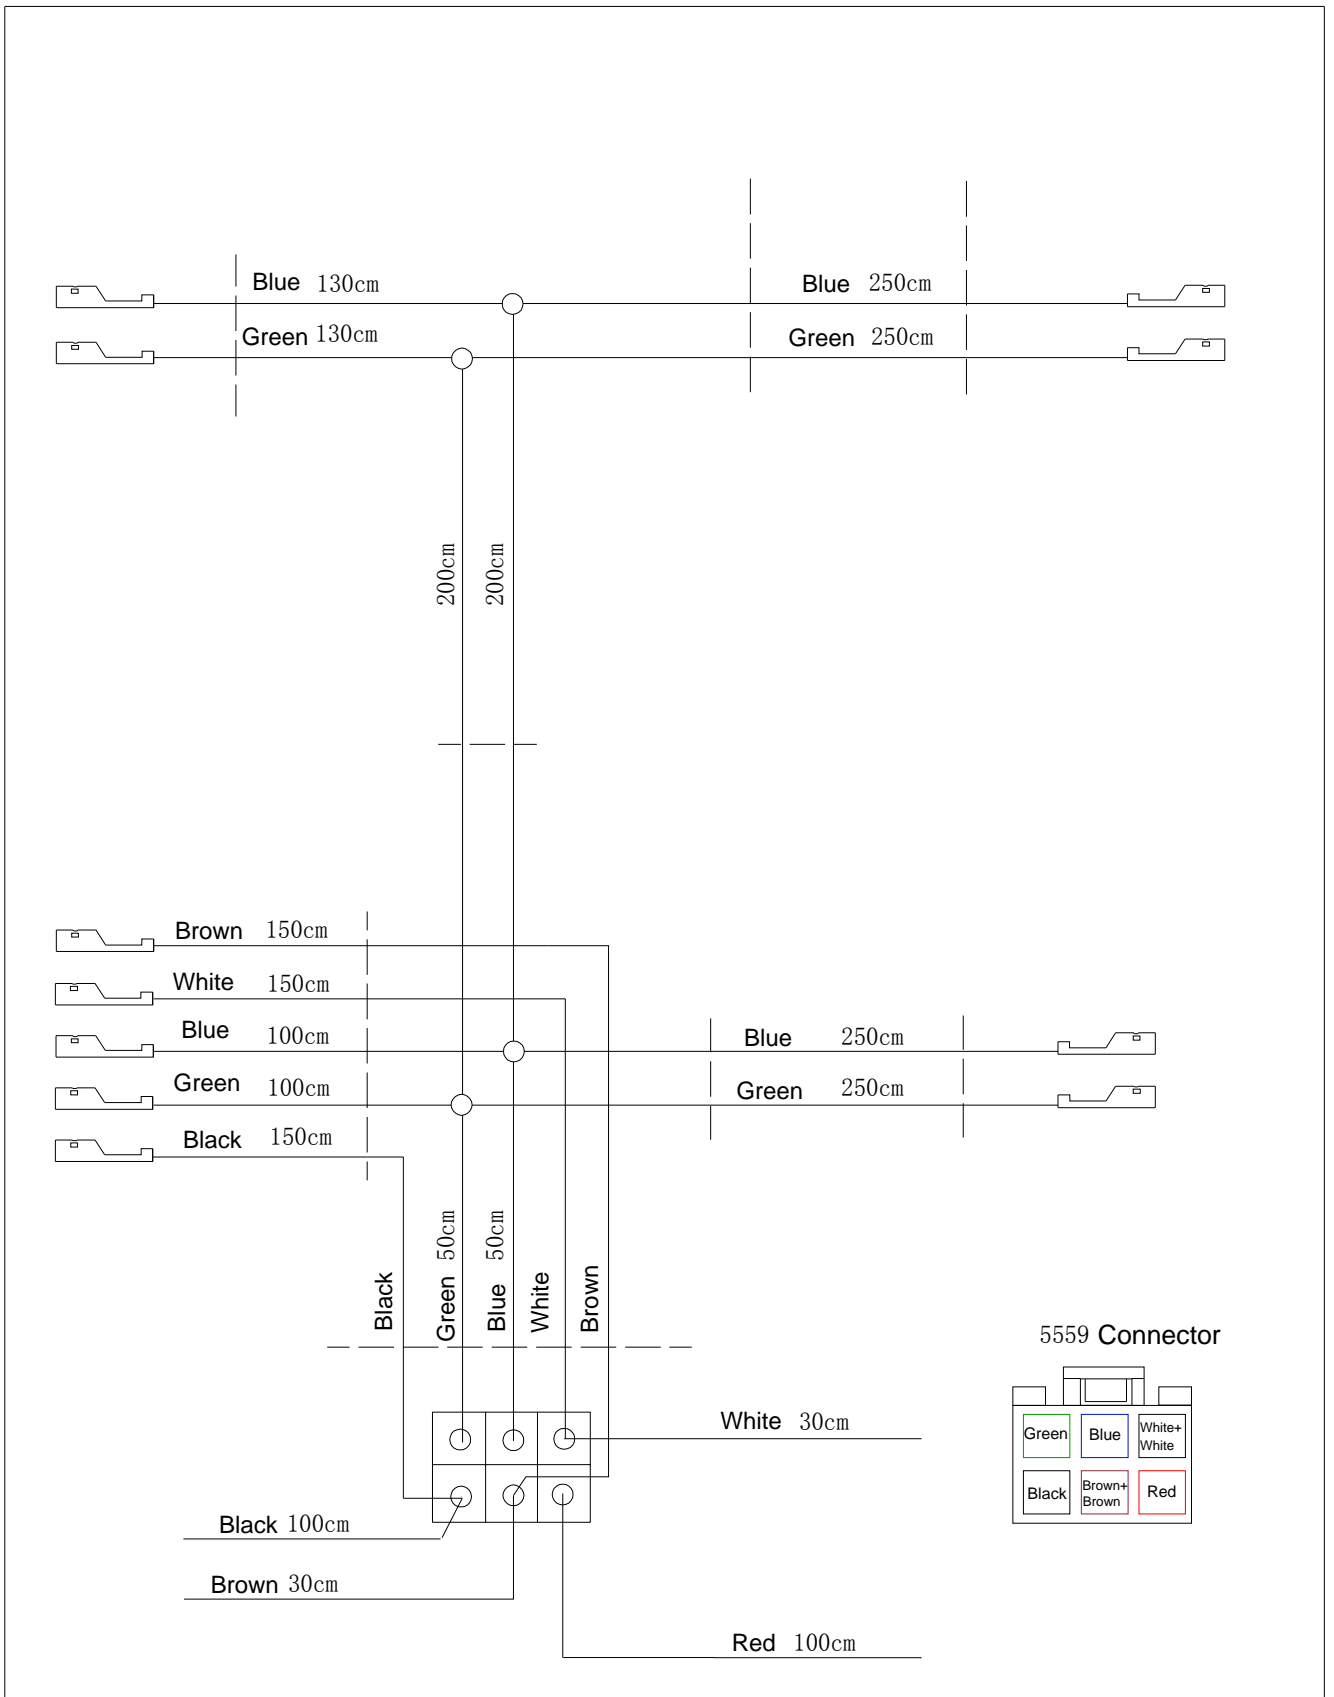 Blue 130cm
Blue 250cm
Green 130cm
Green 250cm
200cm
200cm
Brown 150cm
White 150cm
Blue 100cm
Blue 250cm
Green 100cm
Green 250cm
Black 150cm
Black
Green 50cm
Blue 50cm
White
Brown
5559 Connector
White 30cm
Green
Blue
White+
White
Black
Brown+
Brown
Red
Black 100cm
Brown 30cm
Red 100cm